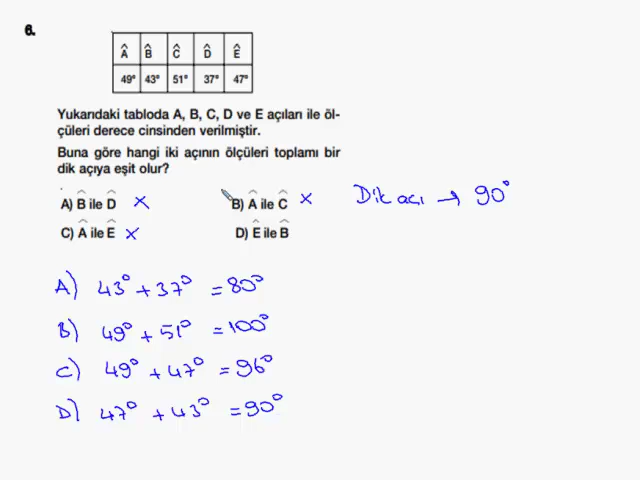 6.
Â B̂ Ĉ D̂ Ê
49° 43° 51° 37° 47°
Yukarıdaki tabloda A, B, C, D ve E açıları ile öl-
çüleri derece cinsinden verilmiştir.
Buna göre hangi iki açının ölçüleri toplamı bir
dik açıya eşit olur?
A) B̂ ile D̂ x B) Â ile Ĉ x Dik açı → 90°
C) Â ile Ê x D) Ê ile B̂
A) 43° + 37° = 80°
B) 49° + 51° = 100°
C) 49° + 47° = 96°
D) 47° + 43° = 90°